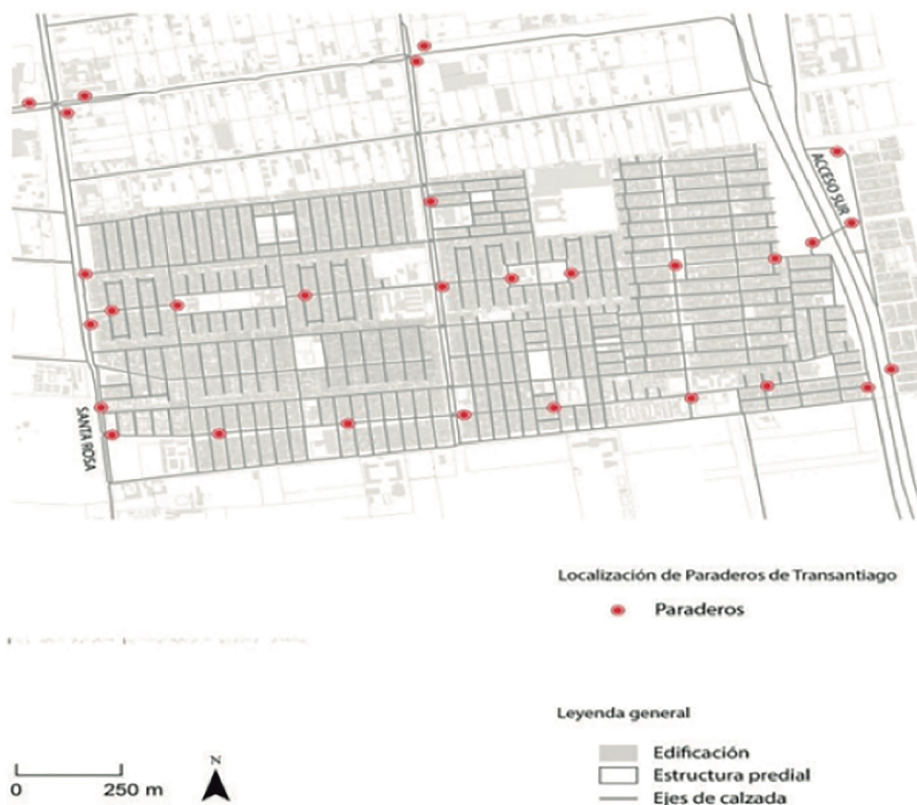 ACCESO SUR
SANTA ROSA
Localización de Paraderos de Transantiago
Paraderos
Leyenda general
Edificación
Estructura predial
Ejes de calzada
N
0 250 m